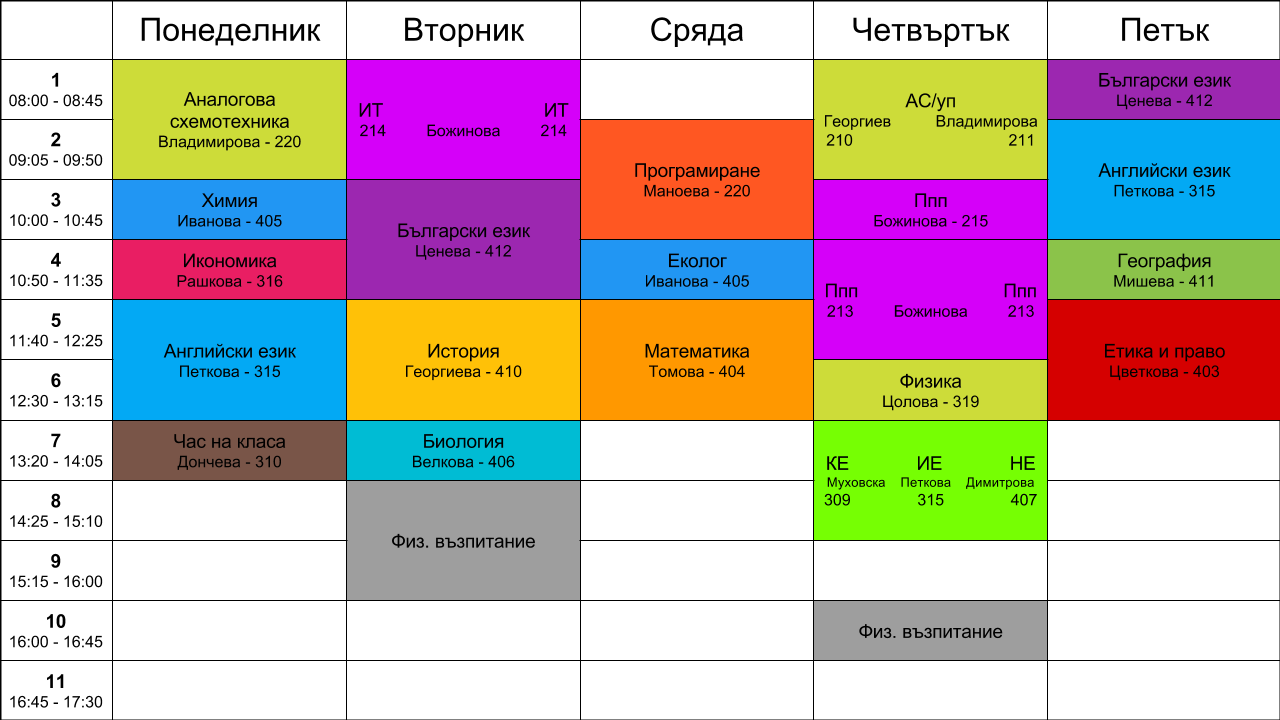 Понеделник Вторник Сряда Четвъртък Петък
1
08:00 - 08:45
2
09:05 - 09:50
3
10:00 - 10:45
4
10:50 - 11:35
5
11:40 - 12:25
6
12:30 - 13:15
7
13:20 - 14:05
8
14:25 - 15:10
9
15:15 - 16:00
10
16:00 - 16:45
11
16:45 - 17:30
Аналогова
схемотехника
Владимирова - 220
Химия
Иванова - 405
Икономика
Рашкова - 316
Английски език
Петкова - 315
Час на класа
Дончева - 310
ИТ ИТ
214 Божинова 214
Български език
Ценева - 412
История
Георгиева - 410
Биология
Велкова - 406
Физ. възпитание
Програмиране
Маноева - 220
Еколог
Иванова - 405
Математика
Томова - 404
АС/уп
Георгиев Владимирова
210 211
Ппп
Божинова - 215
Ппп Ппп
213 Божинова 213
Физика
Цолова - 319
КЕ ИЕ НЕ
Муховска Петкова Димитрова
309 315 407
Физ. възпитание
Български език
Ценева - 412
Английски език
Петкова - 315
География
Мишева - 411
Етика и право
Цветкова - 403